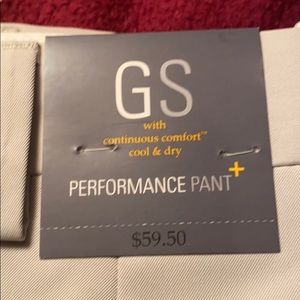 GS
with
continuous comfort™
cool & dry
PERFORMANCE PANT+
$59.50